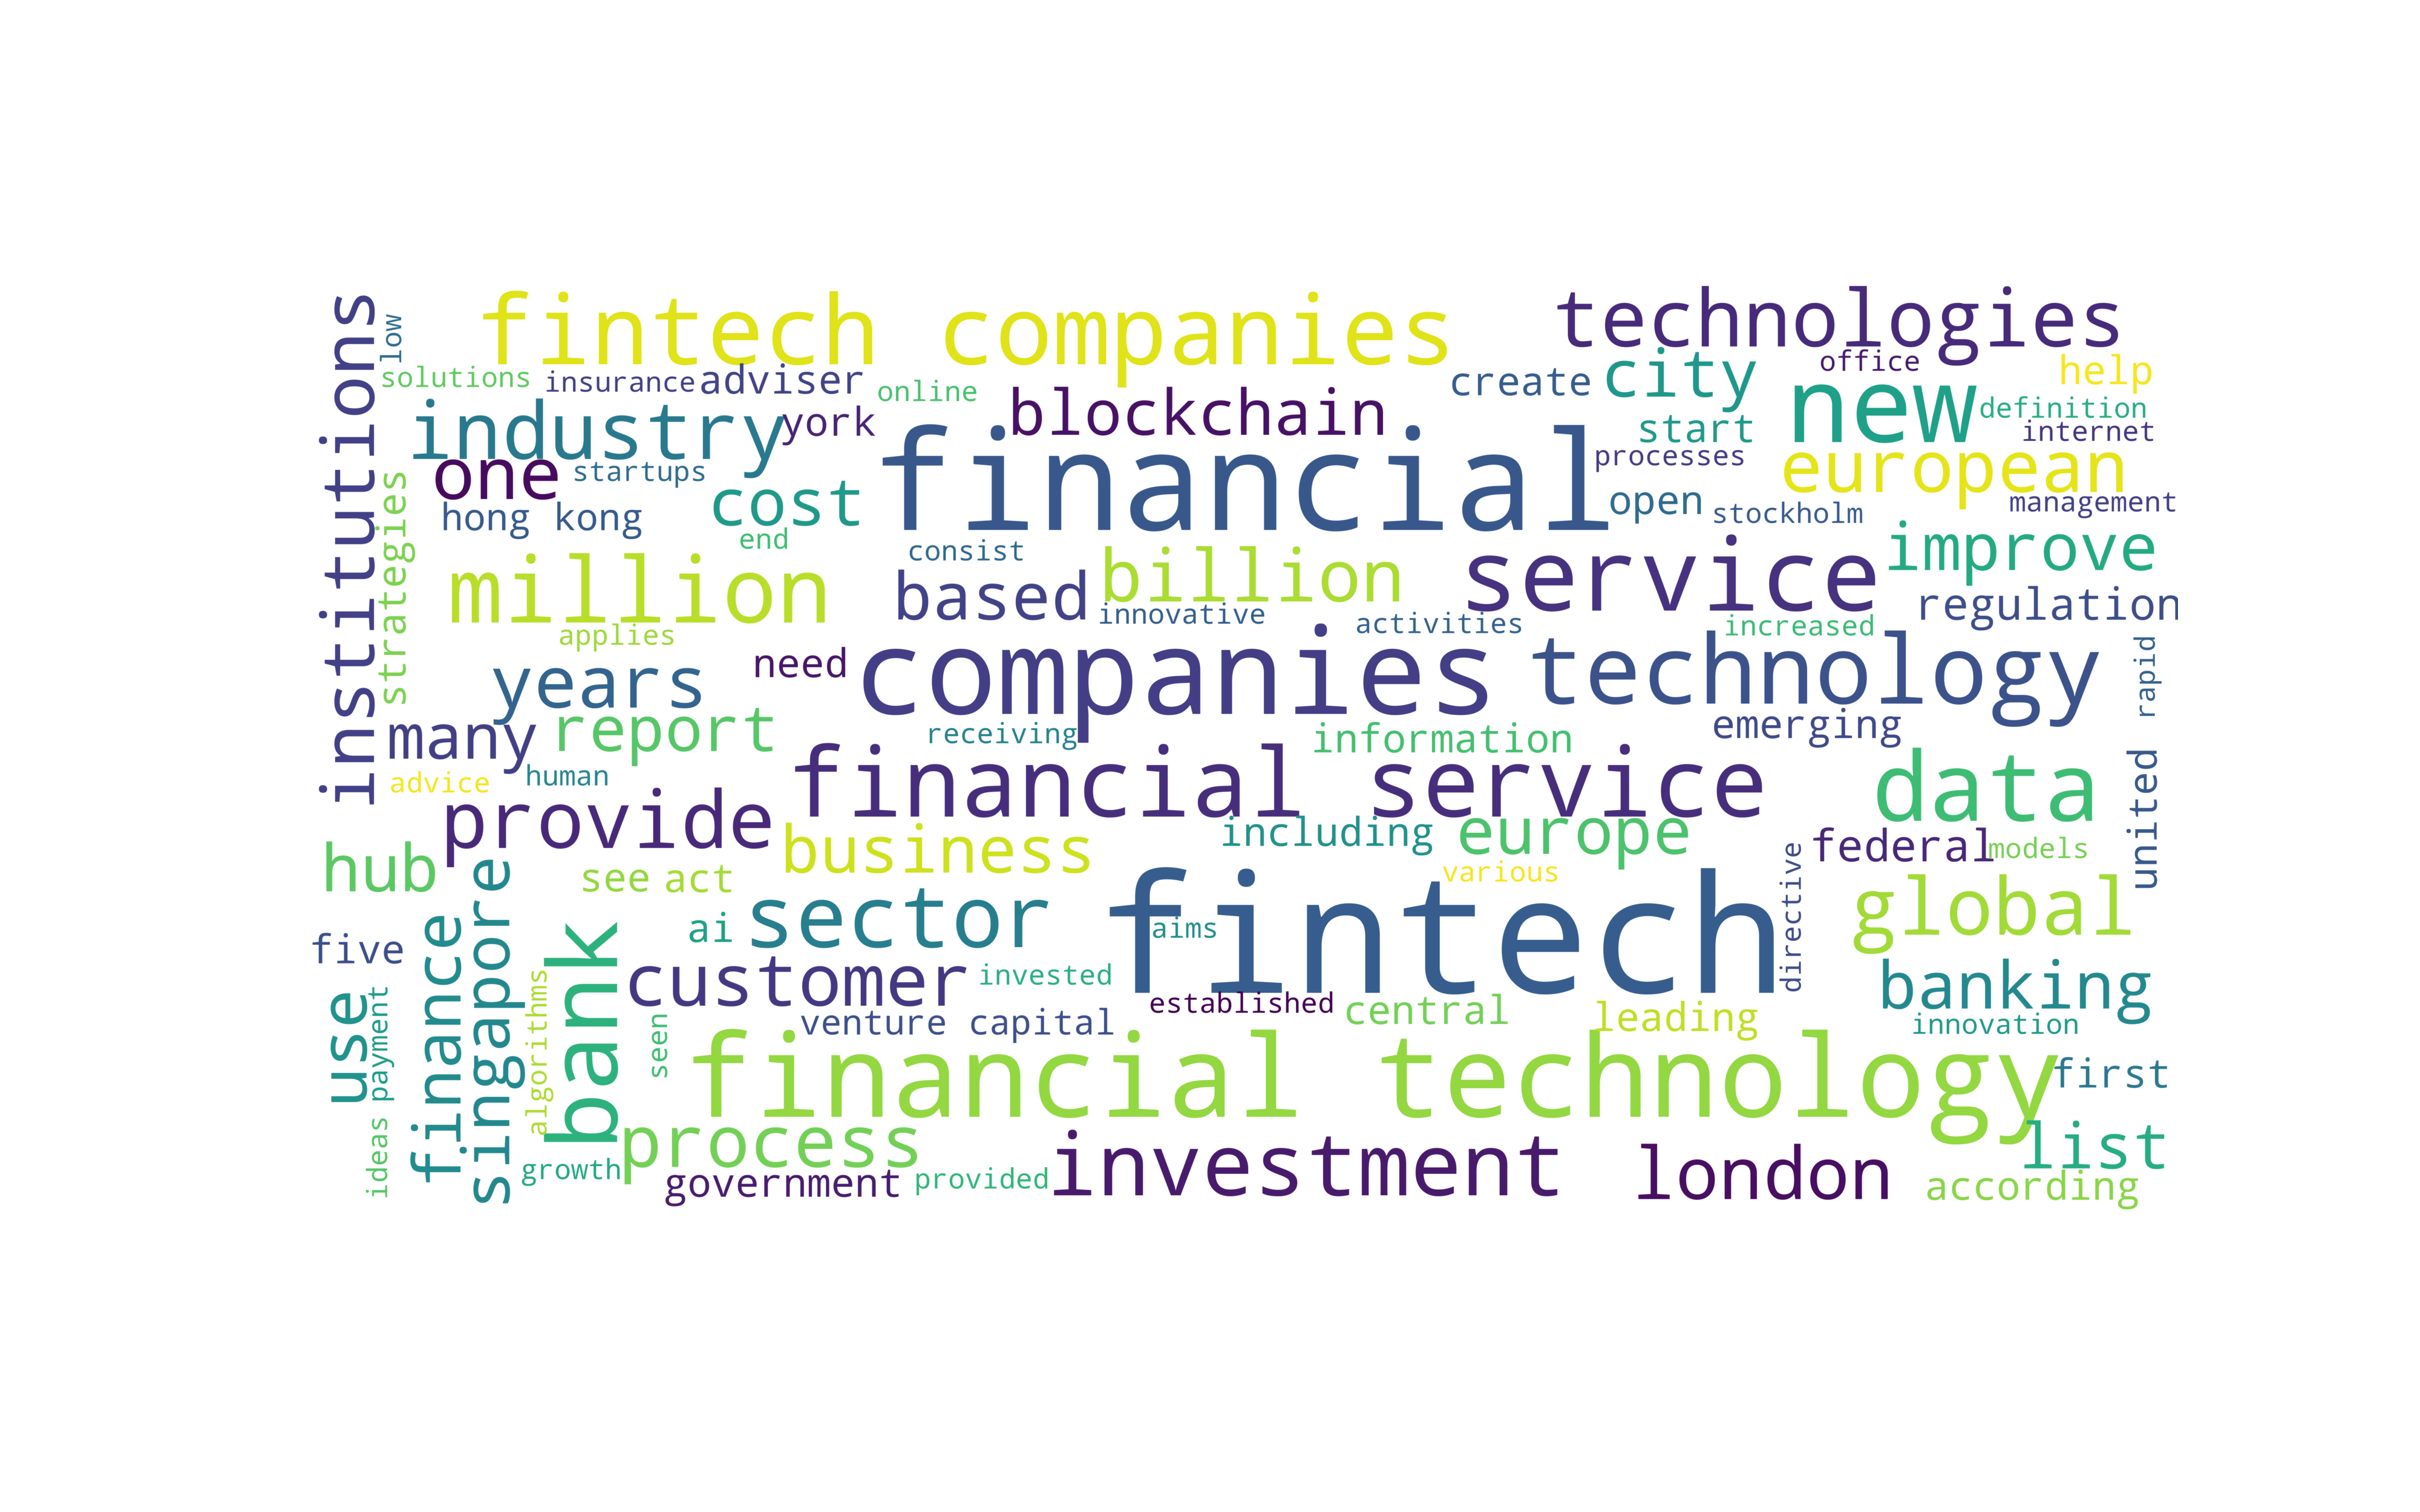 fintech companies
technologies
institutions
low
solutions
insurance
adviser
online
blockchain
create
city
office
help
new
definition
internet
industry
york
financial
start
processes
european
management
one
startups
cost
hong kong
strategies
end
open
stockholm
consist
million
based
billion
innovative
activities
service
improve
regulation
increased
applies
years
need
companies
technology
rapid
many
report
receiving
information
emerging
advice
human
financial service
data
united
provide
business
including
europe
federal
models
hub
see
act
various
directive
global
singapore
finance
ai
sector
aims
fintech
five
bank
customer
invested
established
central
leading
banking
innovation
use
payment
algorithms
seen
venture capital
financial technology
first
ideas
growth
process
government
provided
investment
london
list
according